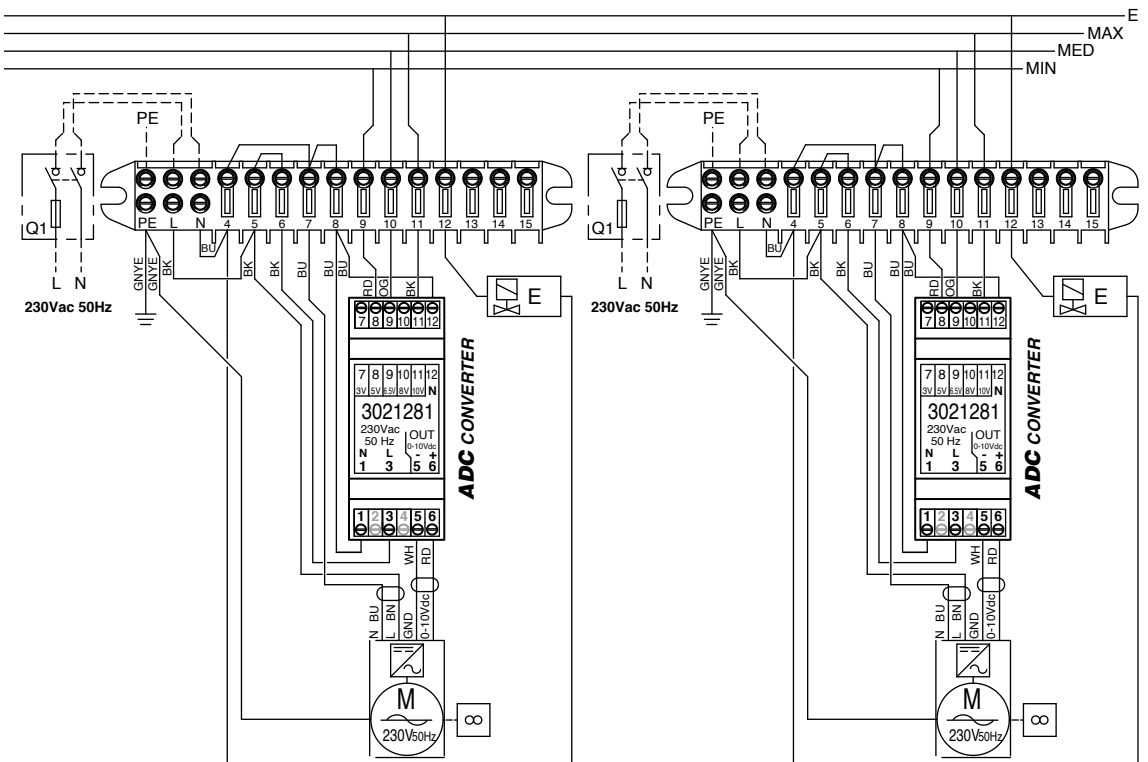 E
MAX
MED
MIN
PE
Q1
PE L N 4 5 6 7 8 9 10 11 12 13 14 15
L N
230Vac 50Hz
GNYE
GNYE
BK
BU
BK
BK
BU
BU
BU
RD
OG
BK
E
7 8 9 10 11 12
7 8 9 10 11 12
3V 5V 6.5V 8V 10V N
3021281
230Vac
50 Hz
OUT
0-10Vdc
N L - +
1 3 5 6
ADC CONVERTER
1 2 3 4 5 6
WH
RD
N BU
L BN
GND
0-10Vdc
M
230V50Hz
8
PE
Q1
PE L N 4 5 6 7 8 9 10 11 12 13 14 15
L N
230Vac 50Hz
GNYE
GNYE
BK
BU
BK
BK
BU
BU
BU
RD
OG
BK
E
7 8 9 10 11 12
7 8 9 10 11 12
3V 5V 6.5V 8V 10V N
3021281
230Vac
50 Hz
OUT
0-10Vdc
N L - +
1 3 5 6
ADC CONVERTER
1 2 3 4 5 6
WH
RD
N BU
L BN
GND
0-10Vdc
M
230V50Hz
8